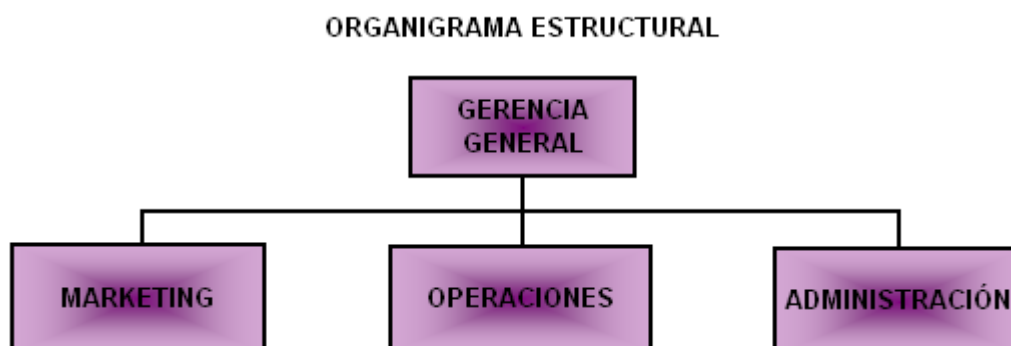 ORGANIGRAMA ESTRUCTURAL
GERENCIA
GENERAL
MARKETING
OPERACIONES
ADMINISTRACIÓN